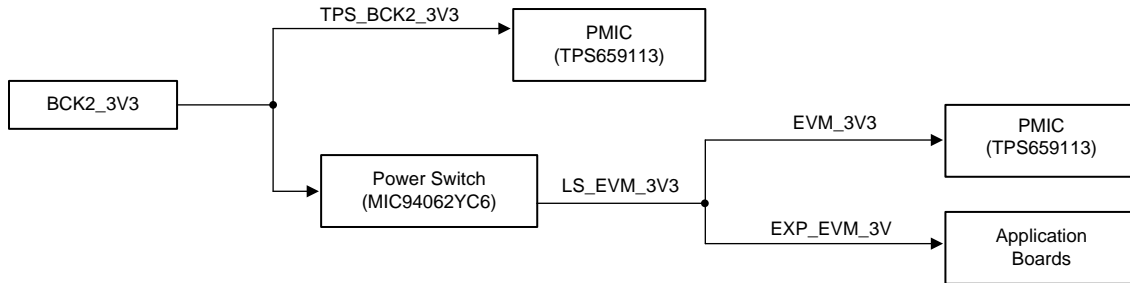 TPS_BCK2_3V3
PMIC
(TPS659113)
BCK2_3V3
EVM_3V3
PMIC
(TPS659113)
Power Switch
(MIC94062YC6)
LS_EVM_3V3
EXP_EVM_3V
Application
Boards